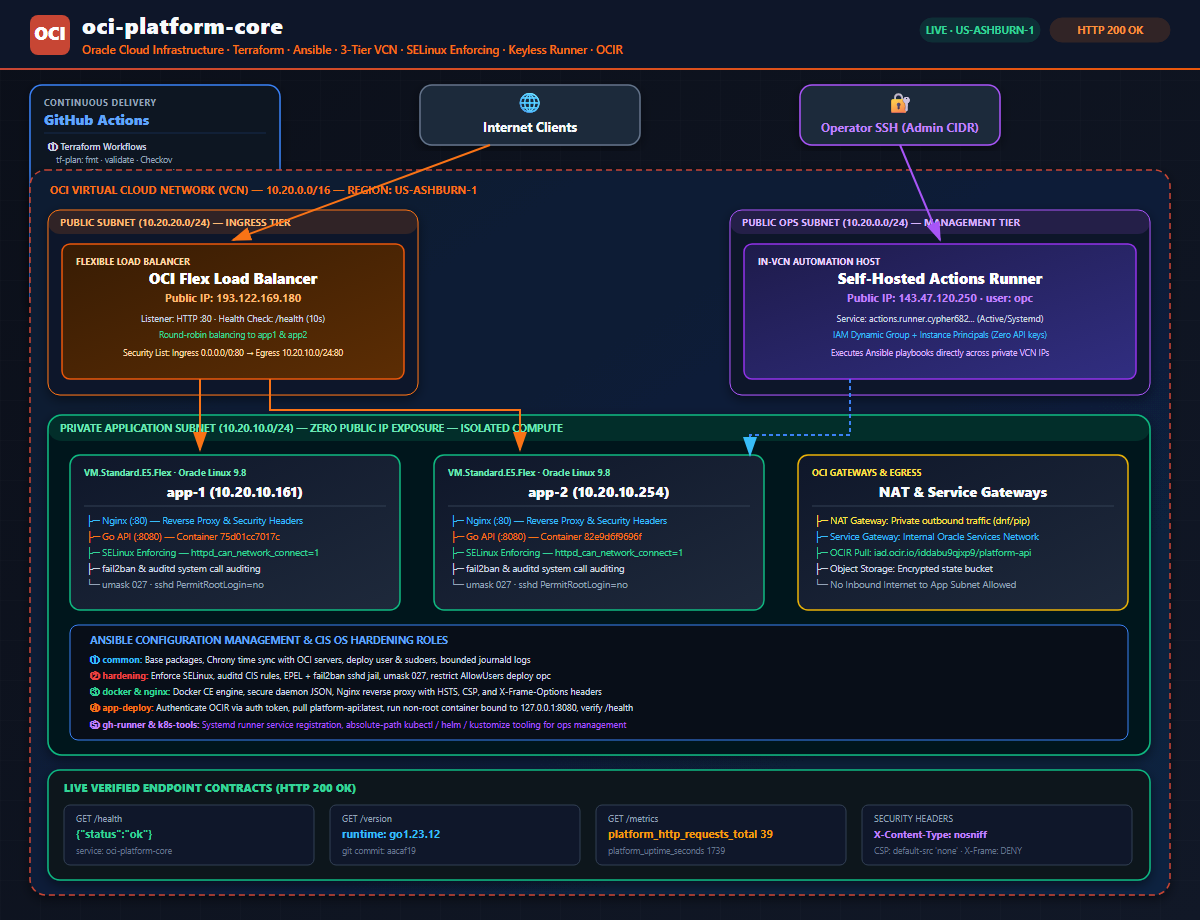 OCI
oci-platform-core
Oracle Cloud Infrastructure · Terraform · Ansible · 3-Tier VCN · SELinux Enforcing · Keyless Runner · OCIR
LIVE · US-ASHBURN-1
HTTP 200 OK
CONTINUOUS DELIVERY
GitHub Actions
① Terraform Workflows
tf-plan: fmt · validate · Checkov
Internet Clients
Operator SSH (Admin CIDR)
OCI VIRTUAL CLOUD NETWORK (VCN) — 10.20.0.0/16 — REGION: US-ASHBURN-1
PUBLIC SUBNET (10.20.20.0/24) — INGRESS TIER
FLEXIBLE LOAD BALANCER
OCI Flex Load Balancer
Public IP: 193.122.169.180
Listener: HTTP :80 · Health Check: /health (10s)
Round-robin balancing to app1 & app2
Security List: Ingress 0.0.0.0/0:80 → Egress 10.20.10.0/24:80
PUBLIC OPS SUBNET (10.20.0.0/24) — MANAGEMENT TIER
IN-VCN AUTOMATION HOST
Self-Hosted Actions Runner
Public IP: 143.47.120.250 · user: opc
Service: actions.runner.cypher682... (Active/Systemd)
IAM Dynamic Group + Instance Principals (Zero API keys)
Executes Ansible playbooks directly across private VCN IPs
PRIVATE APPLICATION SUBNET (10.20.10.0/24) — ZERO PUBLIC IP EXPOSURE — ISOLATED COMPUTE
VM.Standard.E5.Flex · Oracle Linux 9.8
app-1 (10.20.10.161)
├─ Nginx (:80) — Reverse Proxy & Security Headers
├─ Go API (:8080) — Container 75d01cc7017c
├─ SELinux Enforcing — httpd_can_network_connect=1
├─ fail2ban & auditd system call auditing
└─ umask 027 · sshd PermitRootLogin=no
VM.Standard.E5.Flex · Oracle Linux 9.8
app-2 (10.20.10.254)
├─ Nginx (:80) — Reverse Proxy & Security Headers
├─ Go API (:8080) — Container 82e9d6f9696f
├─ SELinux Enforcing — httpd_can_network_connect=1
├─ fail2ban & auditd system call auditing
└─ umask 027 · sshd PermitRootLogin=no
OCI GATEWAYS & EGRESS
NAT & Service Gateways
├─ NAT Gateway: Private outbound traffic (dnf/pip)
├─ Service Gateway: Internal Oracle Services Network
├─ OCIR Pull: iad.ocir.io/iddabu9qjxp9/platform-api
├─ Object Storage: Encrypted state bucket
└─ No Inbound Internet to App Subnet Allowed
ANSIBLE CONFIGURATION MANAGEMENT & CIS OS HARDENING ROLES
① common: Base packages, Chrony time sync with OCI servers, deploy user & sudoers, bounded journald logs
② hardening: Enforce SELinux, auditd CIS rules, EPEL + fail2ban sshd jail, umask 027, restrict AllowUsers deploy opc
③ docker & nginx: Docker CE engine, secure daemon JSON, Nginx reverse proxy with HSTS, CSP, and X-Frame-Options headers
④ app-deploy: Authenticate OCIR via auth token, pull platform-api:latest, run non-root container bound to 127.0.0.1:8080, verify /health
⑤ gh-runner & k8s-tools: Systemd runner service registration, absolute-path kubectl / helm / kustomize tooling for ops management
LIVE VERIFIED ENDPOINT CONTRACTS (HTTP 200 OK)
GET /health
{"status":"ok"}
service: oci-platform-core
GET /version
runtime: go1.23.12
git commit: aacaf19
GET /metrics
platform_http_requests_total 39
platform_uptime_seconds 1739
SECURITY HEADERS
X-Content-Type: nosniff
CSP: default-src 'none' · X-Frame: DENY